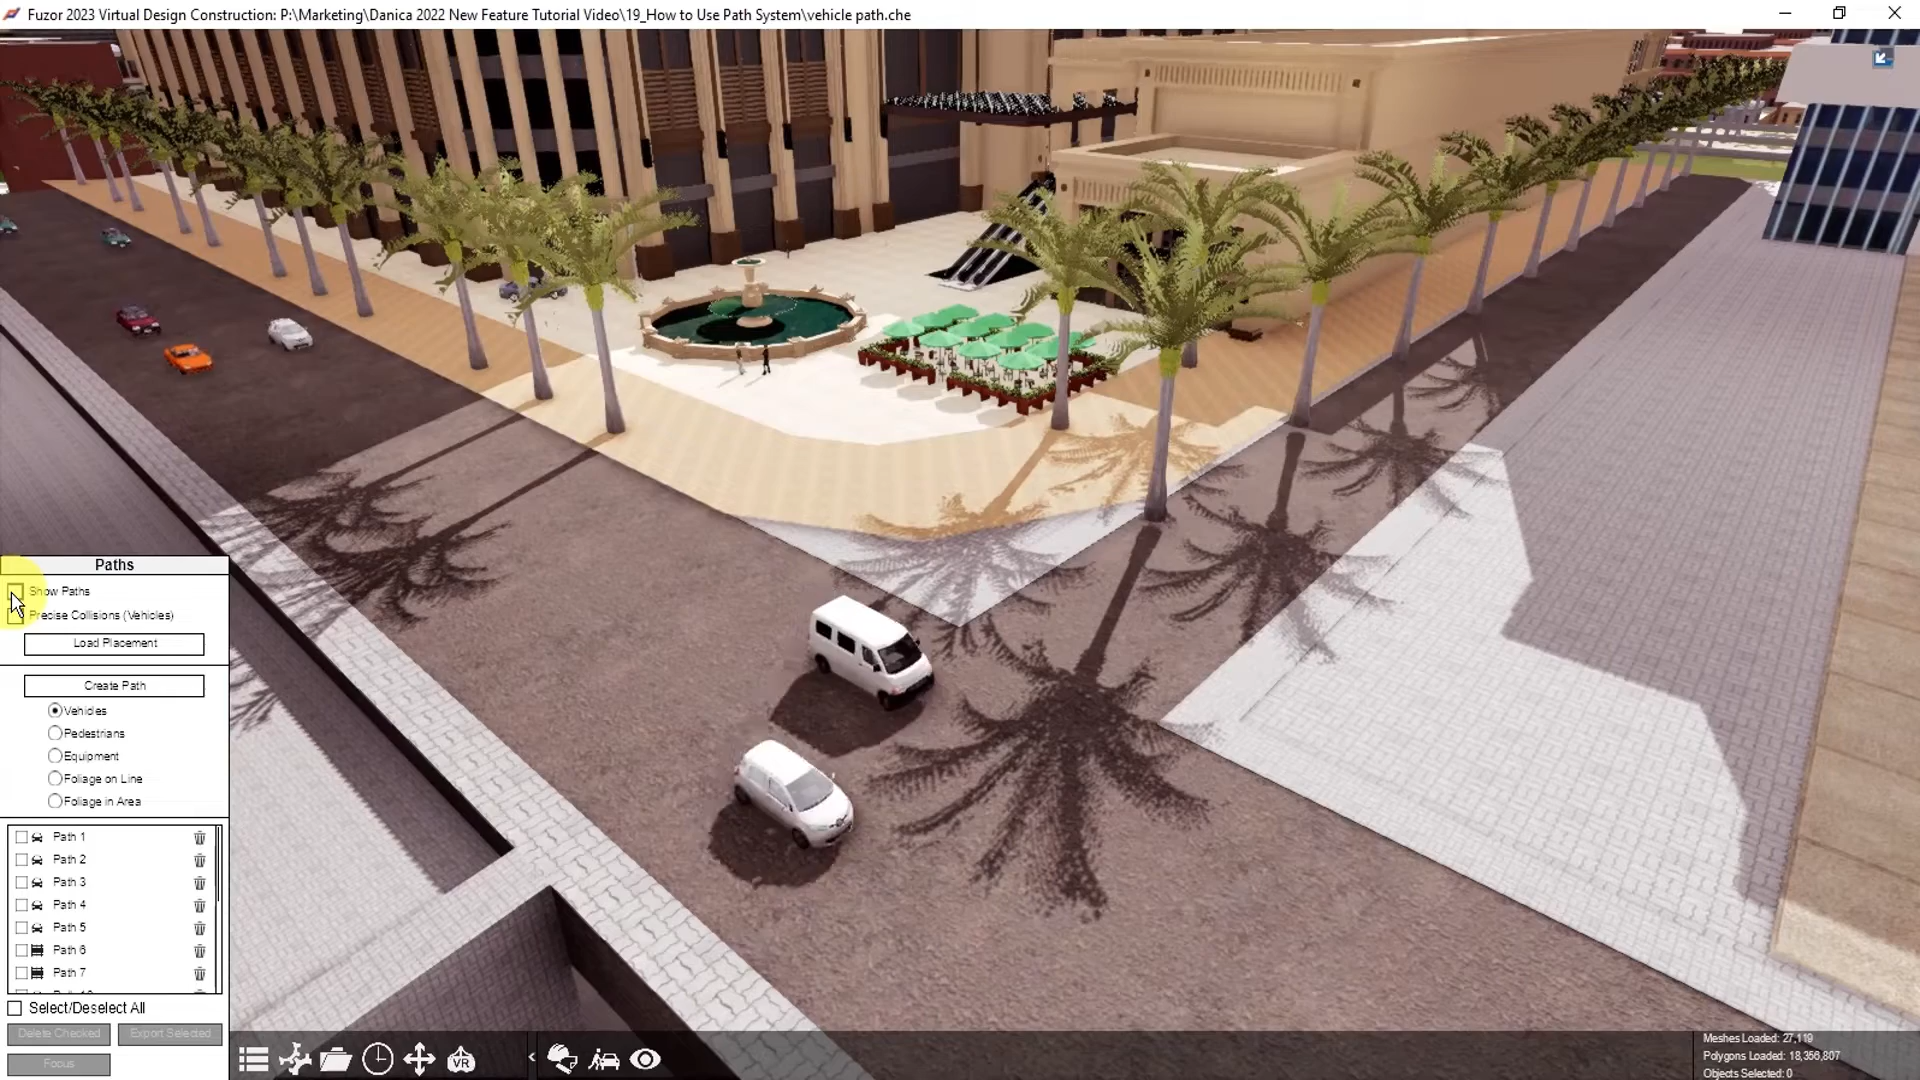 Fuzor 2023 Virtual Design Construction: P:\Marketing\Danica 2022 New Feature Tutorial Video\19_How to Use Path System\vehicle path.che
Paths
Show Paths
Precise Collisions (Vehicles)
Load Placement
Create Path
Vehicles
Pedestrians
Equipment
Foliage on Line
Foliage in Area
Path 1
Path 2
Path 3
Path 4
Path 5
Path 6
Path 7
Select/Deselect All
Delete Checked
Export Selected
Focus
VR
Meshes Loaded: 27,119
Polygons Loaded: 18,356,807
Objects Selected: 0